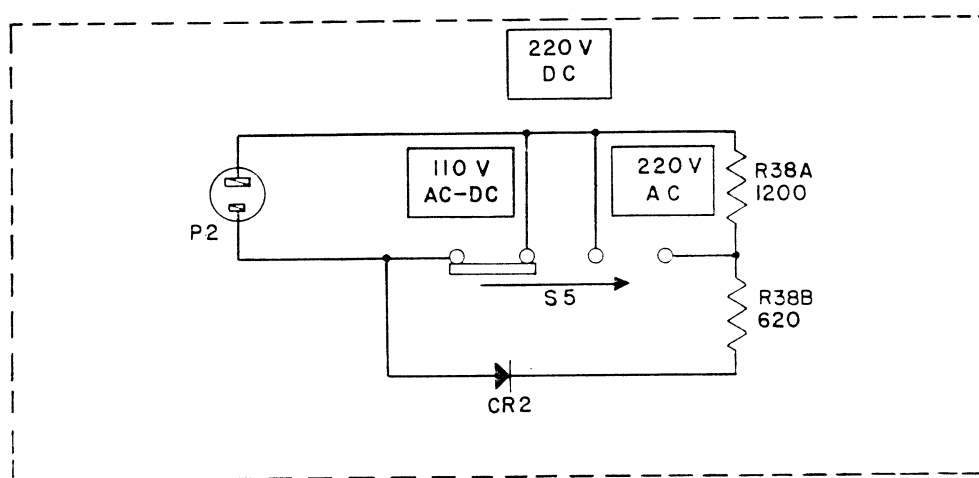 220 V
DC
110 V
AC-DC
220 V
AC
R38A
1200
P2
S5
R38B
620
CR2